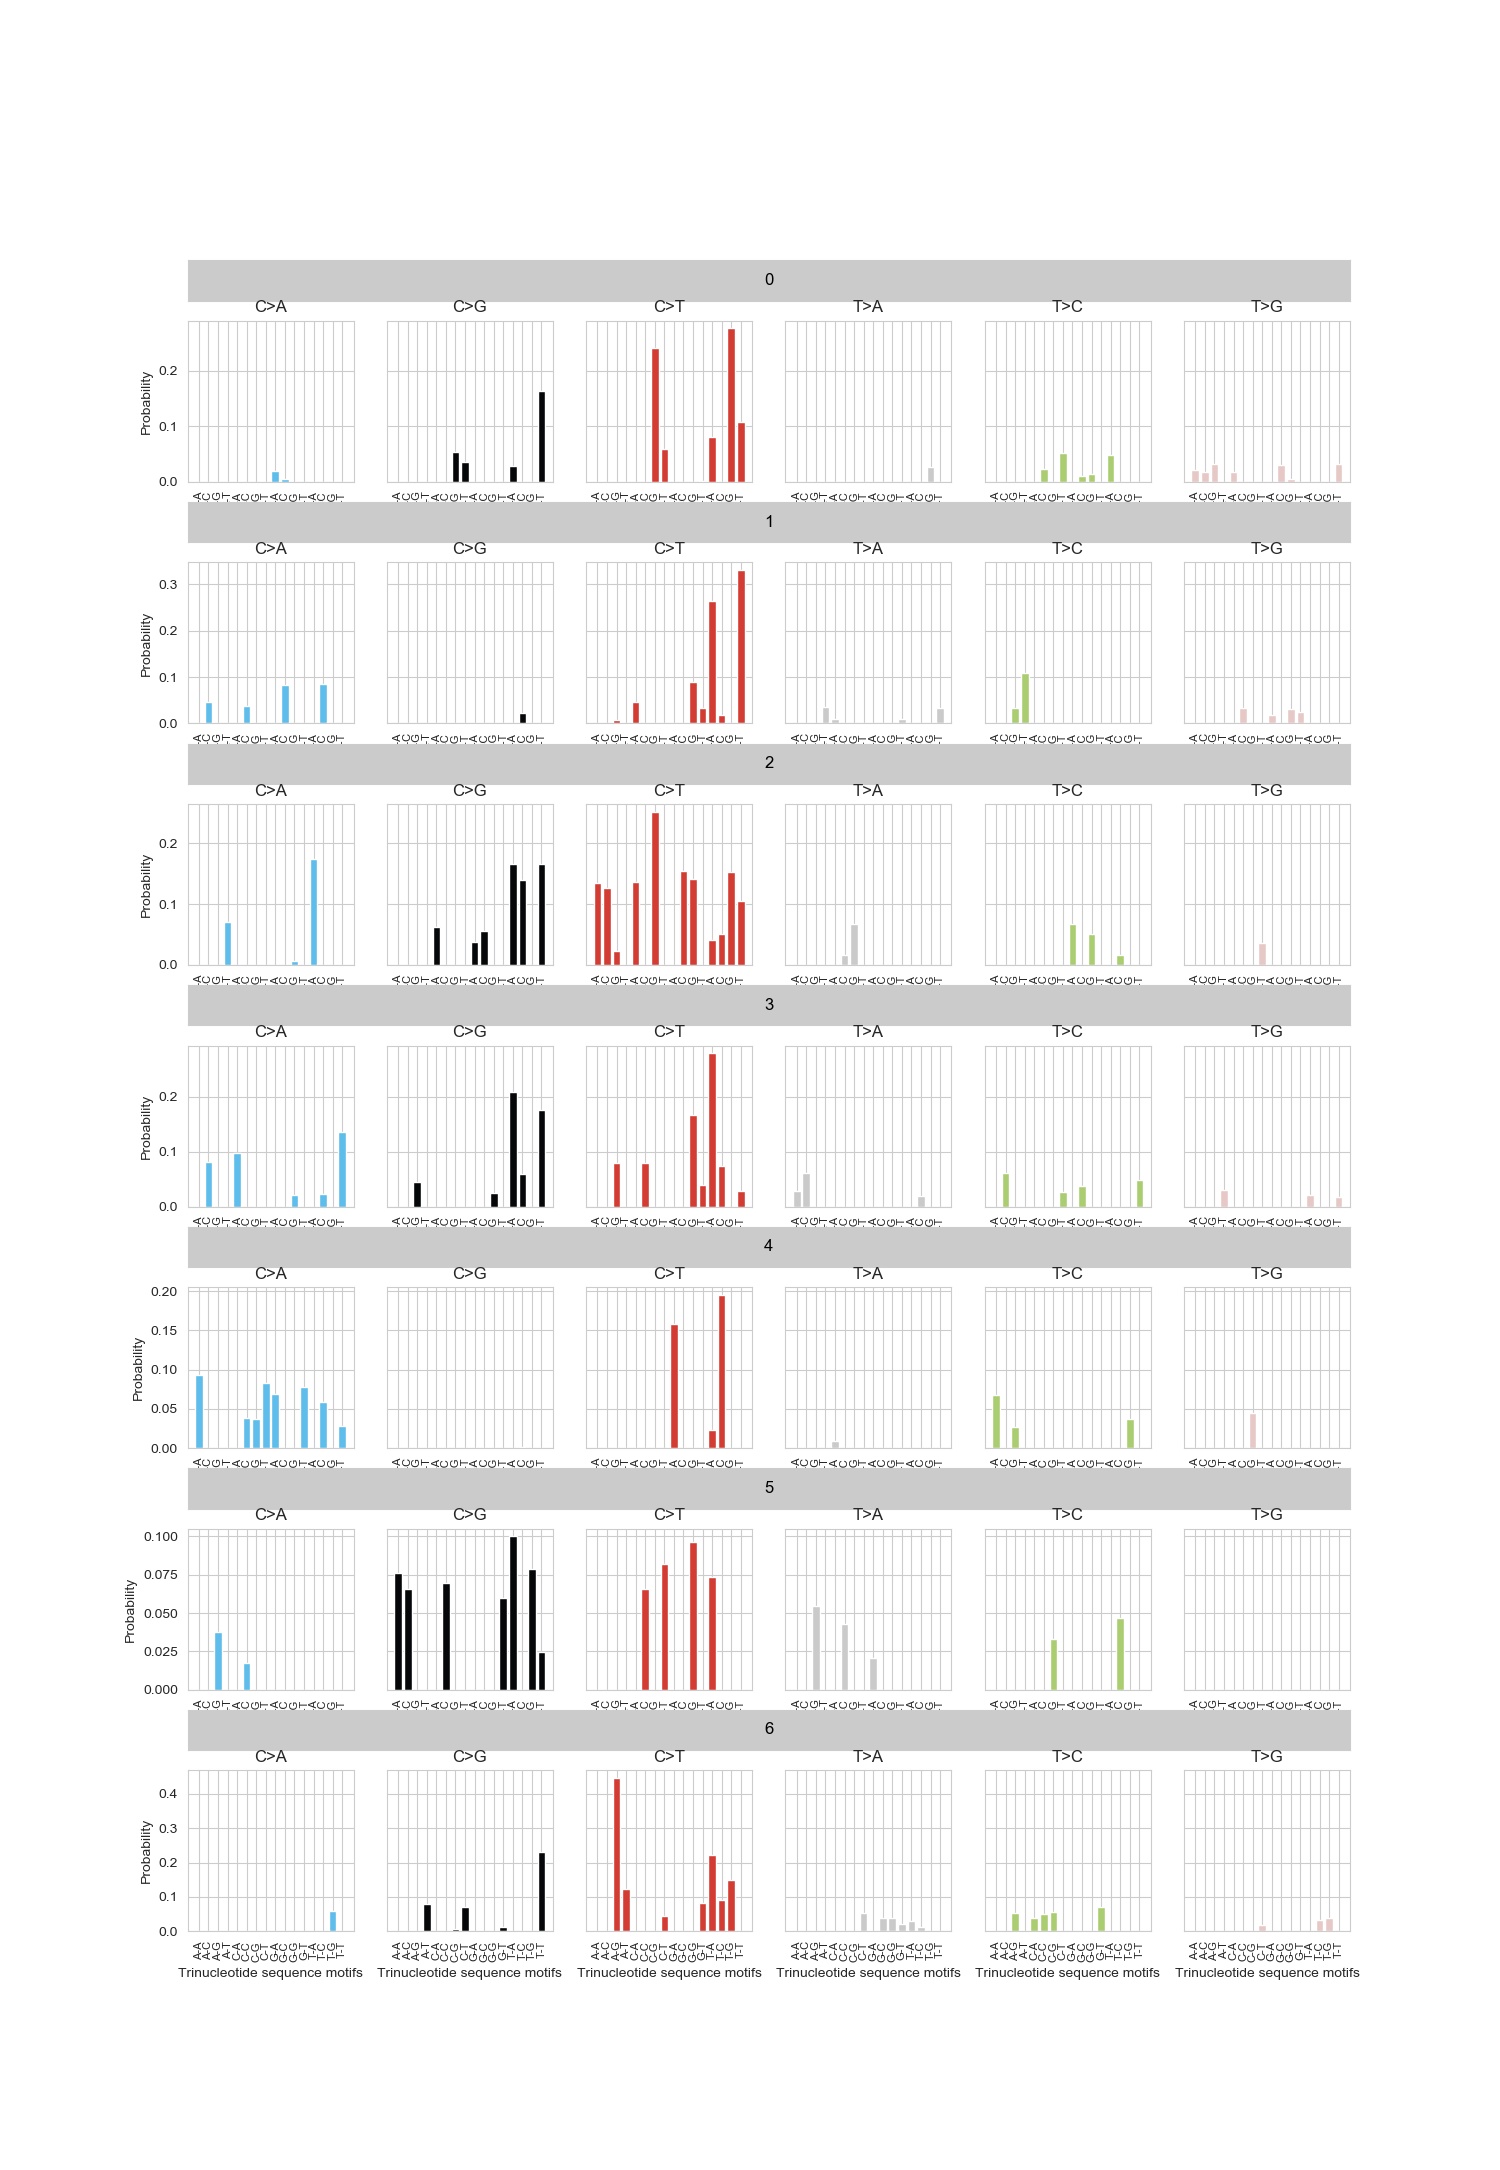 0
C>A C>G C>T T>A T>C T>G
Probability
0.2
0.1
0.0
1
C>A C>G C>T T>A T>C T>G
Probability
0.3
0.2
0.1
0.0
2
C>A C>G C>T T>A T>C T>G
Probability
0.2
0.1
0.0
3
C>A C>G C>T T>A T>C T>G
Probability
0.2
0.1
0.0
4
C>A C>G C>T T>A T>C T>G
Probability
0.20
0.15
0.10
0.05
0.00
5
C>A C>G C>T T>A T>C T>G
Probability
0.100
0.075
0.050
0.025
0.000
6
C>A C>G C>T T>A T>C T>G
Probability
0.4
0.3
0.2
0.1
0.0
A-A A-C A-G A-T C-A C-C C-G C-T G-A G-C G-G G-T T-A T-C T-G T-T
A-A A-C A-G A-T C-A C-C C-G C-T G-A G-C G-G G-T T-A T-C T-G T-T
A-A A-C A-G A-T C-A C-C C-G C-T G-A G-C G-G G-T T-A T-C T-G T-T
A-A A-C A-G A-T C-A C-C C-G C-T G-A G-C G-G G-T T-A T-C T-G T-T
A-A A-C A-G A-T C-A C-C C-G C-T G-A G-C G-G G-T T-A T-C T-G T-T
A-A A-C A-G A-T C-A C-C C-G C-T G-A G-C G-G G-T T-A T-C T-G T-T
Trinucleotide sequence motifs Trinucleotide sequence motifs Trinucleotide sequence motifs Trinucleotide sequence motifs Trinucleotide sequence motifs Trinucleotide sequence motifs